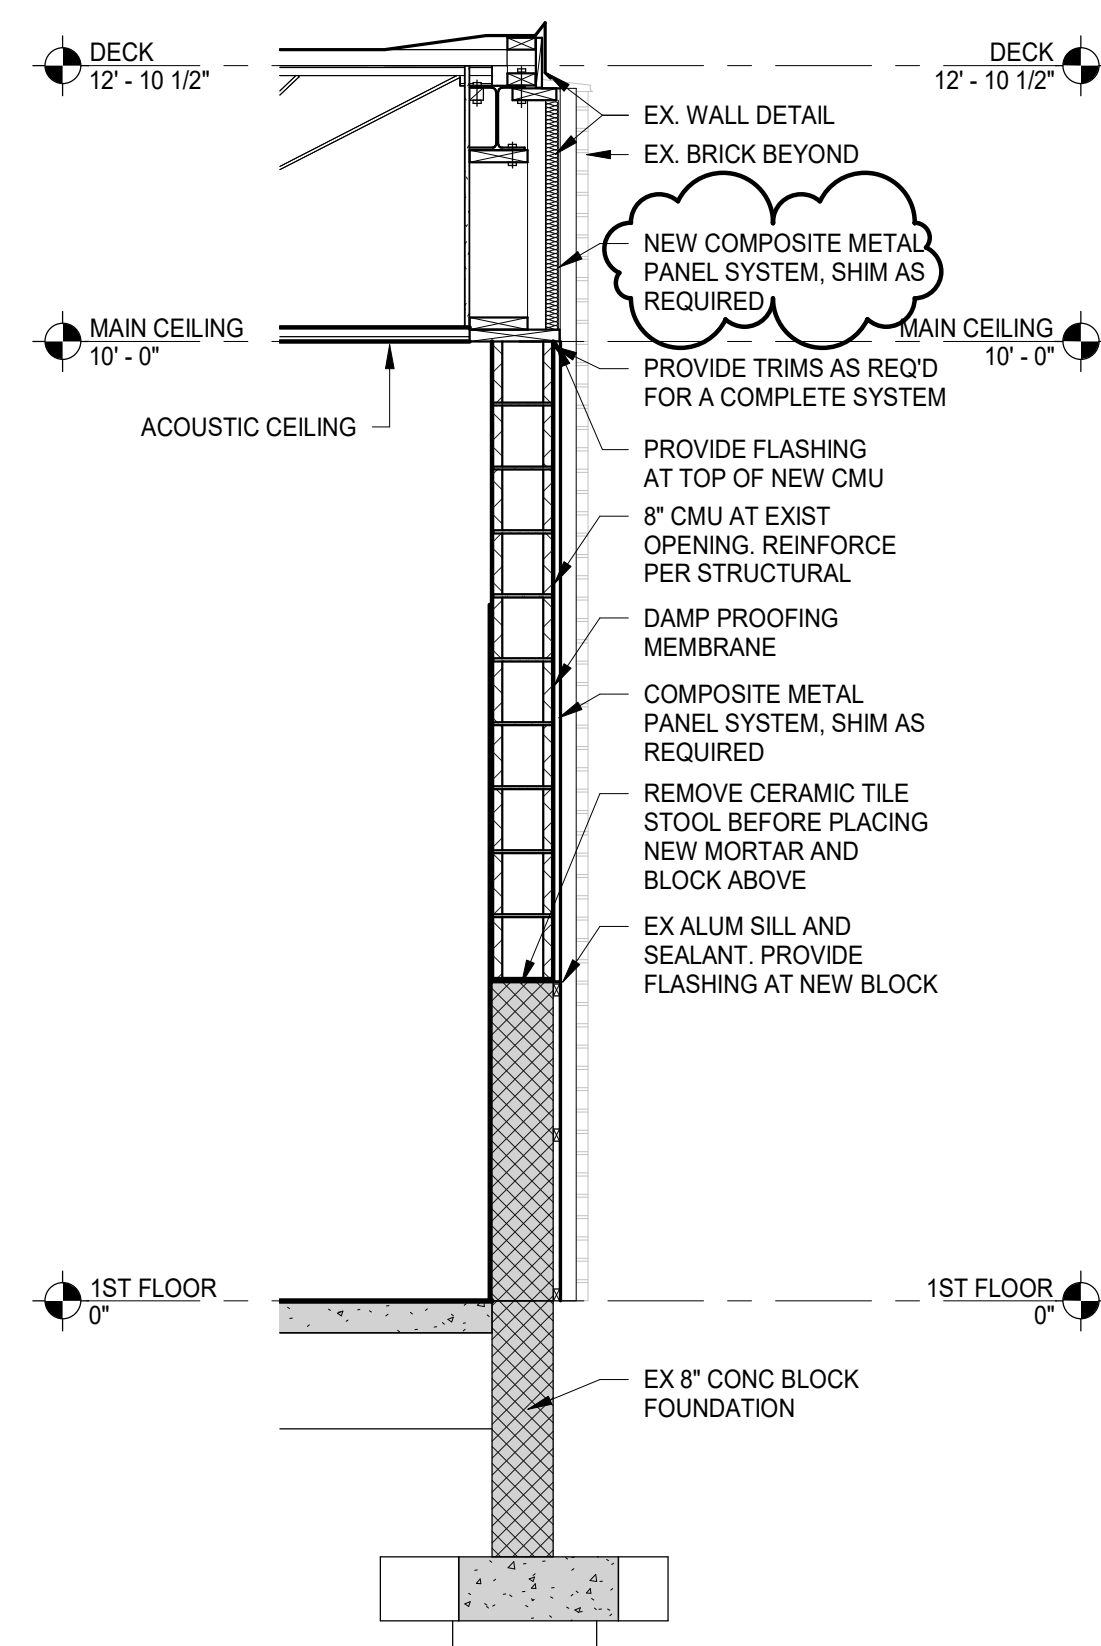 DECK
12' - 10 1/2"
DECK
12' - 10 1/2"
EX. WALL DETAIL
EX. BRICK BEYOND
NEW COMPOSITE METAL
PANEL SYSTEM, SHIM AS
REQUIRED
MAIN CEILING
10' - 0"
MAIN CEILING
10' - 0"
PROVIDE TRIMS AS REQ'D
FOR A COMPLETE SYSTEM
ACOUSTIC CEILING
PROVIDE FLASHING
AT TOP OF NEW CMU
8" CMU AT EXIST
OPENING. REINFORCE
PER STRUCTURAL
DAMP PROOFING
MEMBRANE
COMPOSITE METAL
PANEL SYSTEM, SHIM AS
REQUIRED
REMOVE CERAMIC TILE
STOOL BEFORE PLACING
NEW MORTAR AND
BLOCK ABOVE
EX ALUM SILL AND
SEALANT. PROVIDE
FLASHING AT NEW BLOCK
1ST FLOOR
0"
1ST FLOOR
0"
EX 8" CONC BLOCK
FOUNDATION